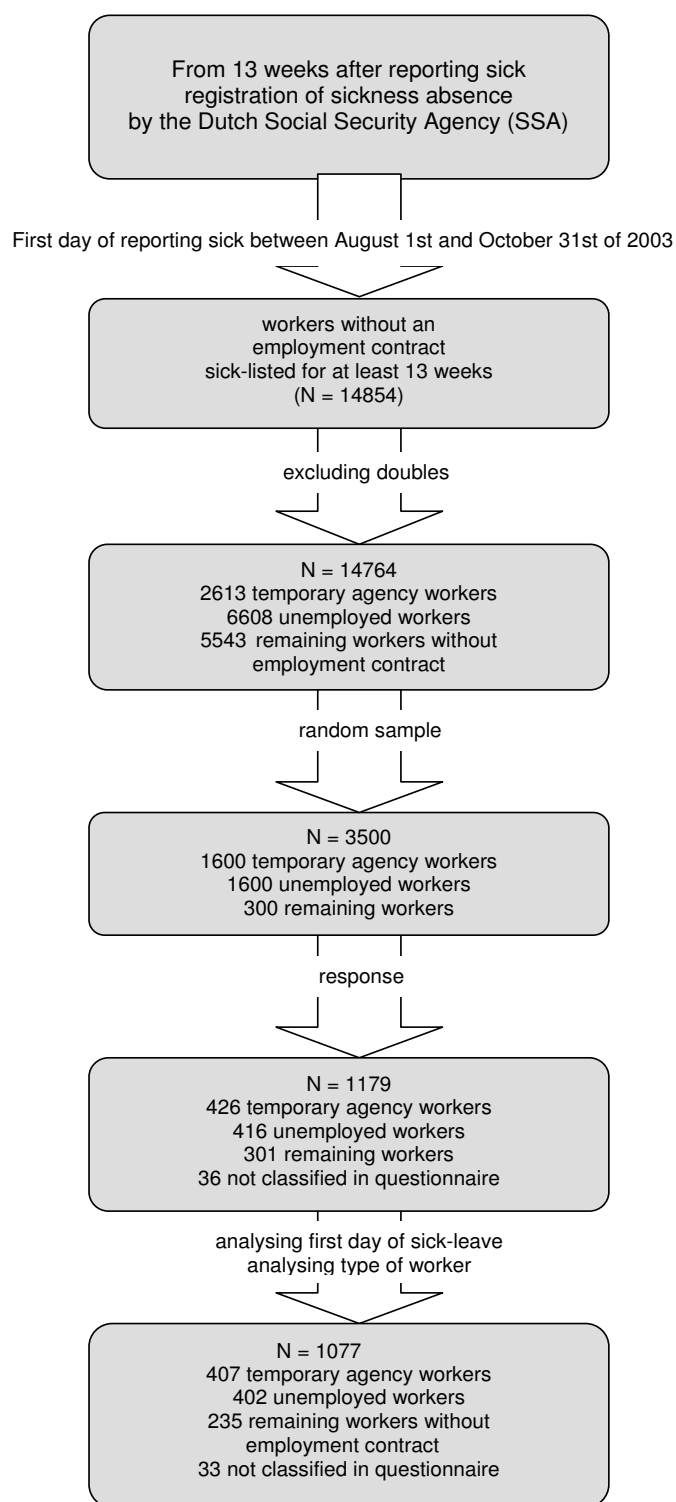 From 13 weeks after reporting sick
registration of sickness absence
by the Dutch Social Security Agency (SSA)
First day of reporting sick between August 1st and October 31st of 2003
workers without an
employment contract
sick-listed for at least 13 weeks
(N = 14854)
excluding doubles
N = 14764
2613 temporary agency workers
6608 unemployed workers
5543 remaining workers without
employment contract
random sample
N = 3500
1600 temporary agency workers
1600 unemployed workers
300 remaining workers
response
N = 1179
426 temporary agency workers
416 unemployed workers
301 remaining workers
36 not classified in questionnaire
analysing first day of sick-leave
analysing type of worker
N = 1077
407 temporary agency workers
402 unemployed workers
235 remaining workers without
employment contract
33 not classified in questionnaire